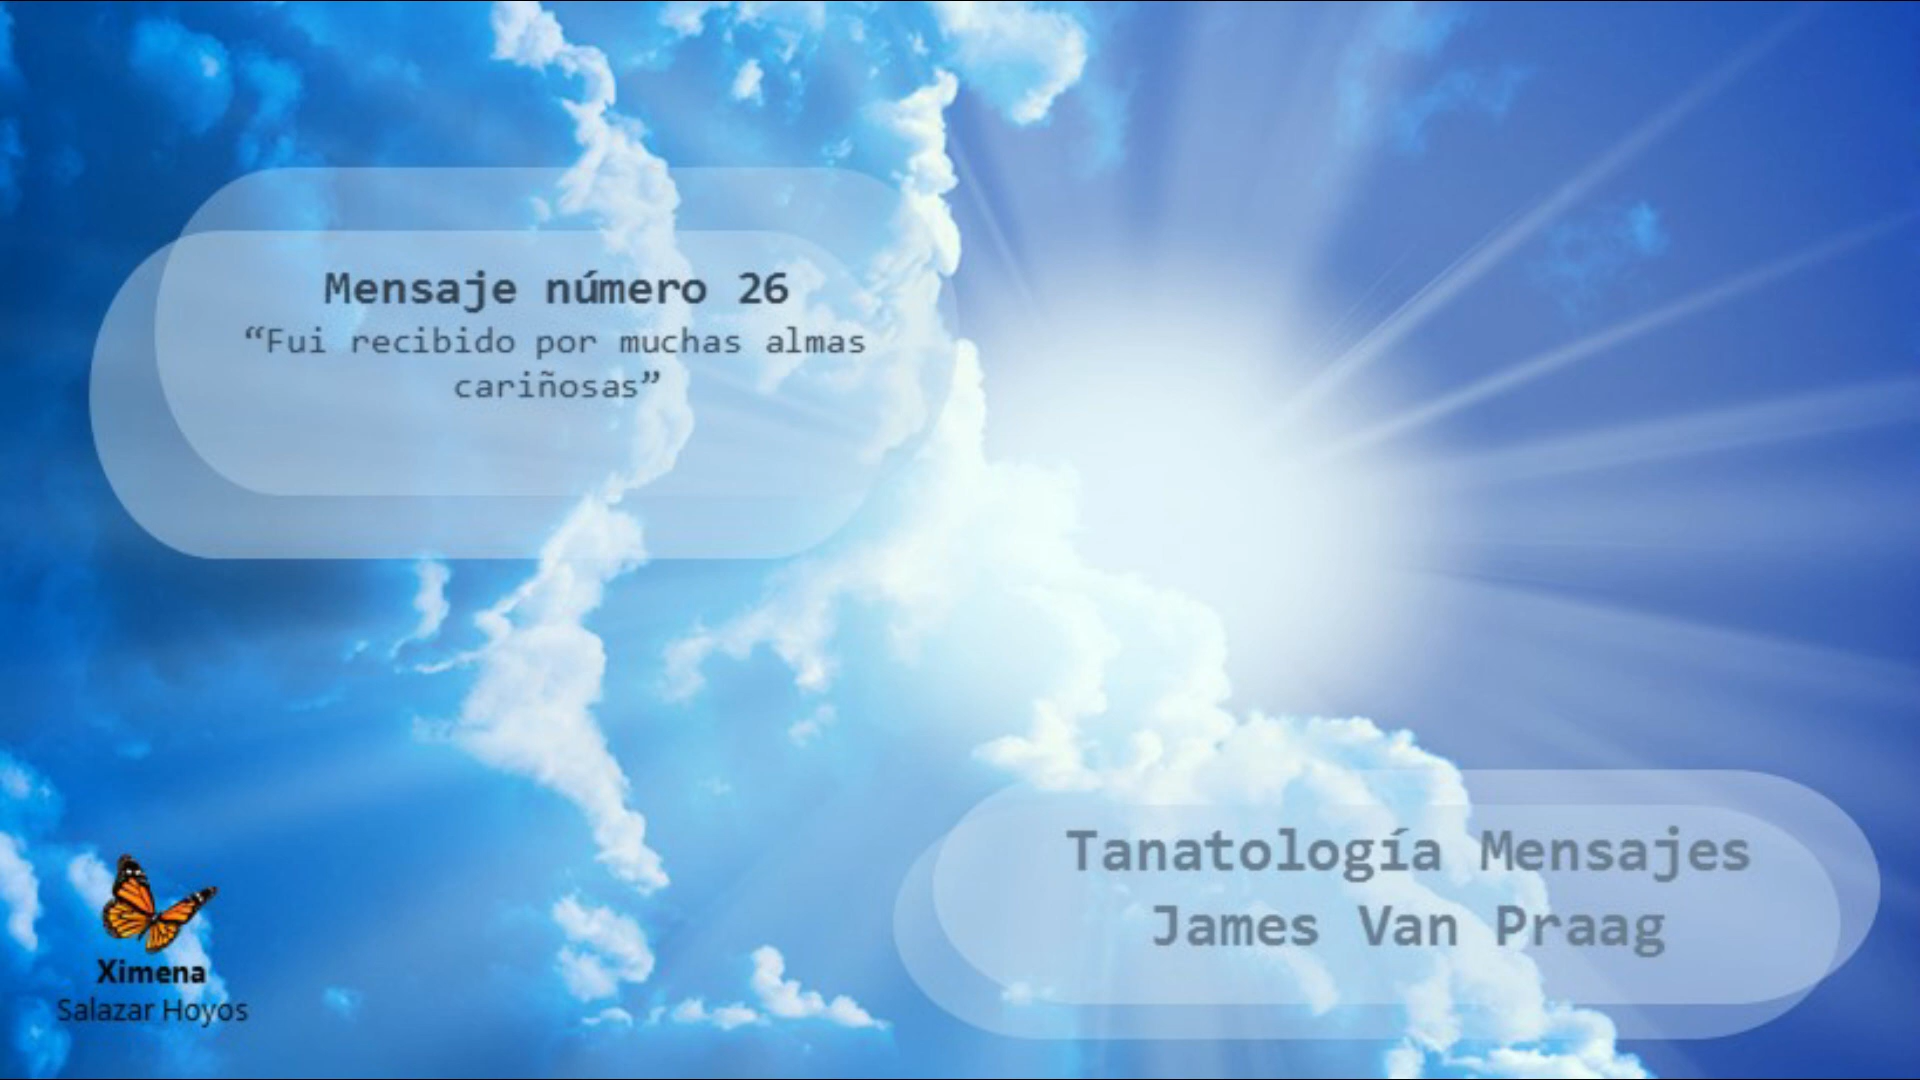 Mensaje número 26
“Fui recibido por muchas almas
cariñosas”
Tanatología Mensajes
James Van Praag
Ximena
Salazar Hoyos